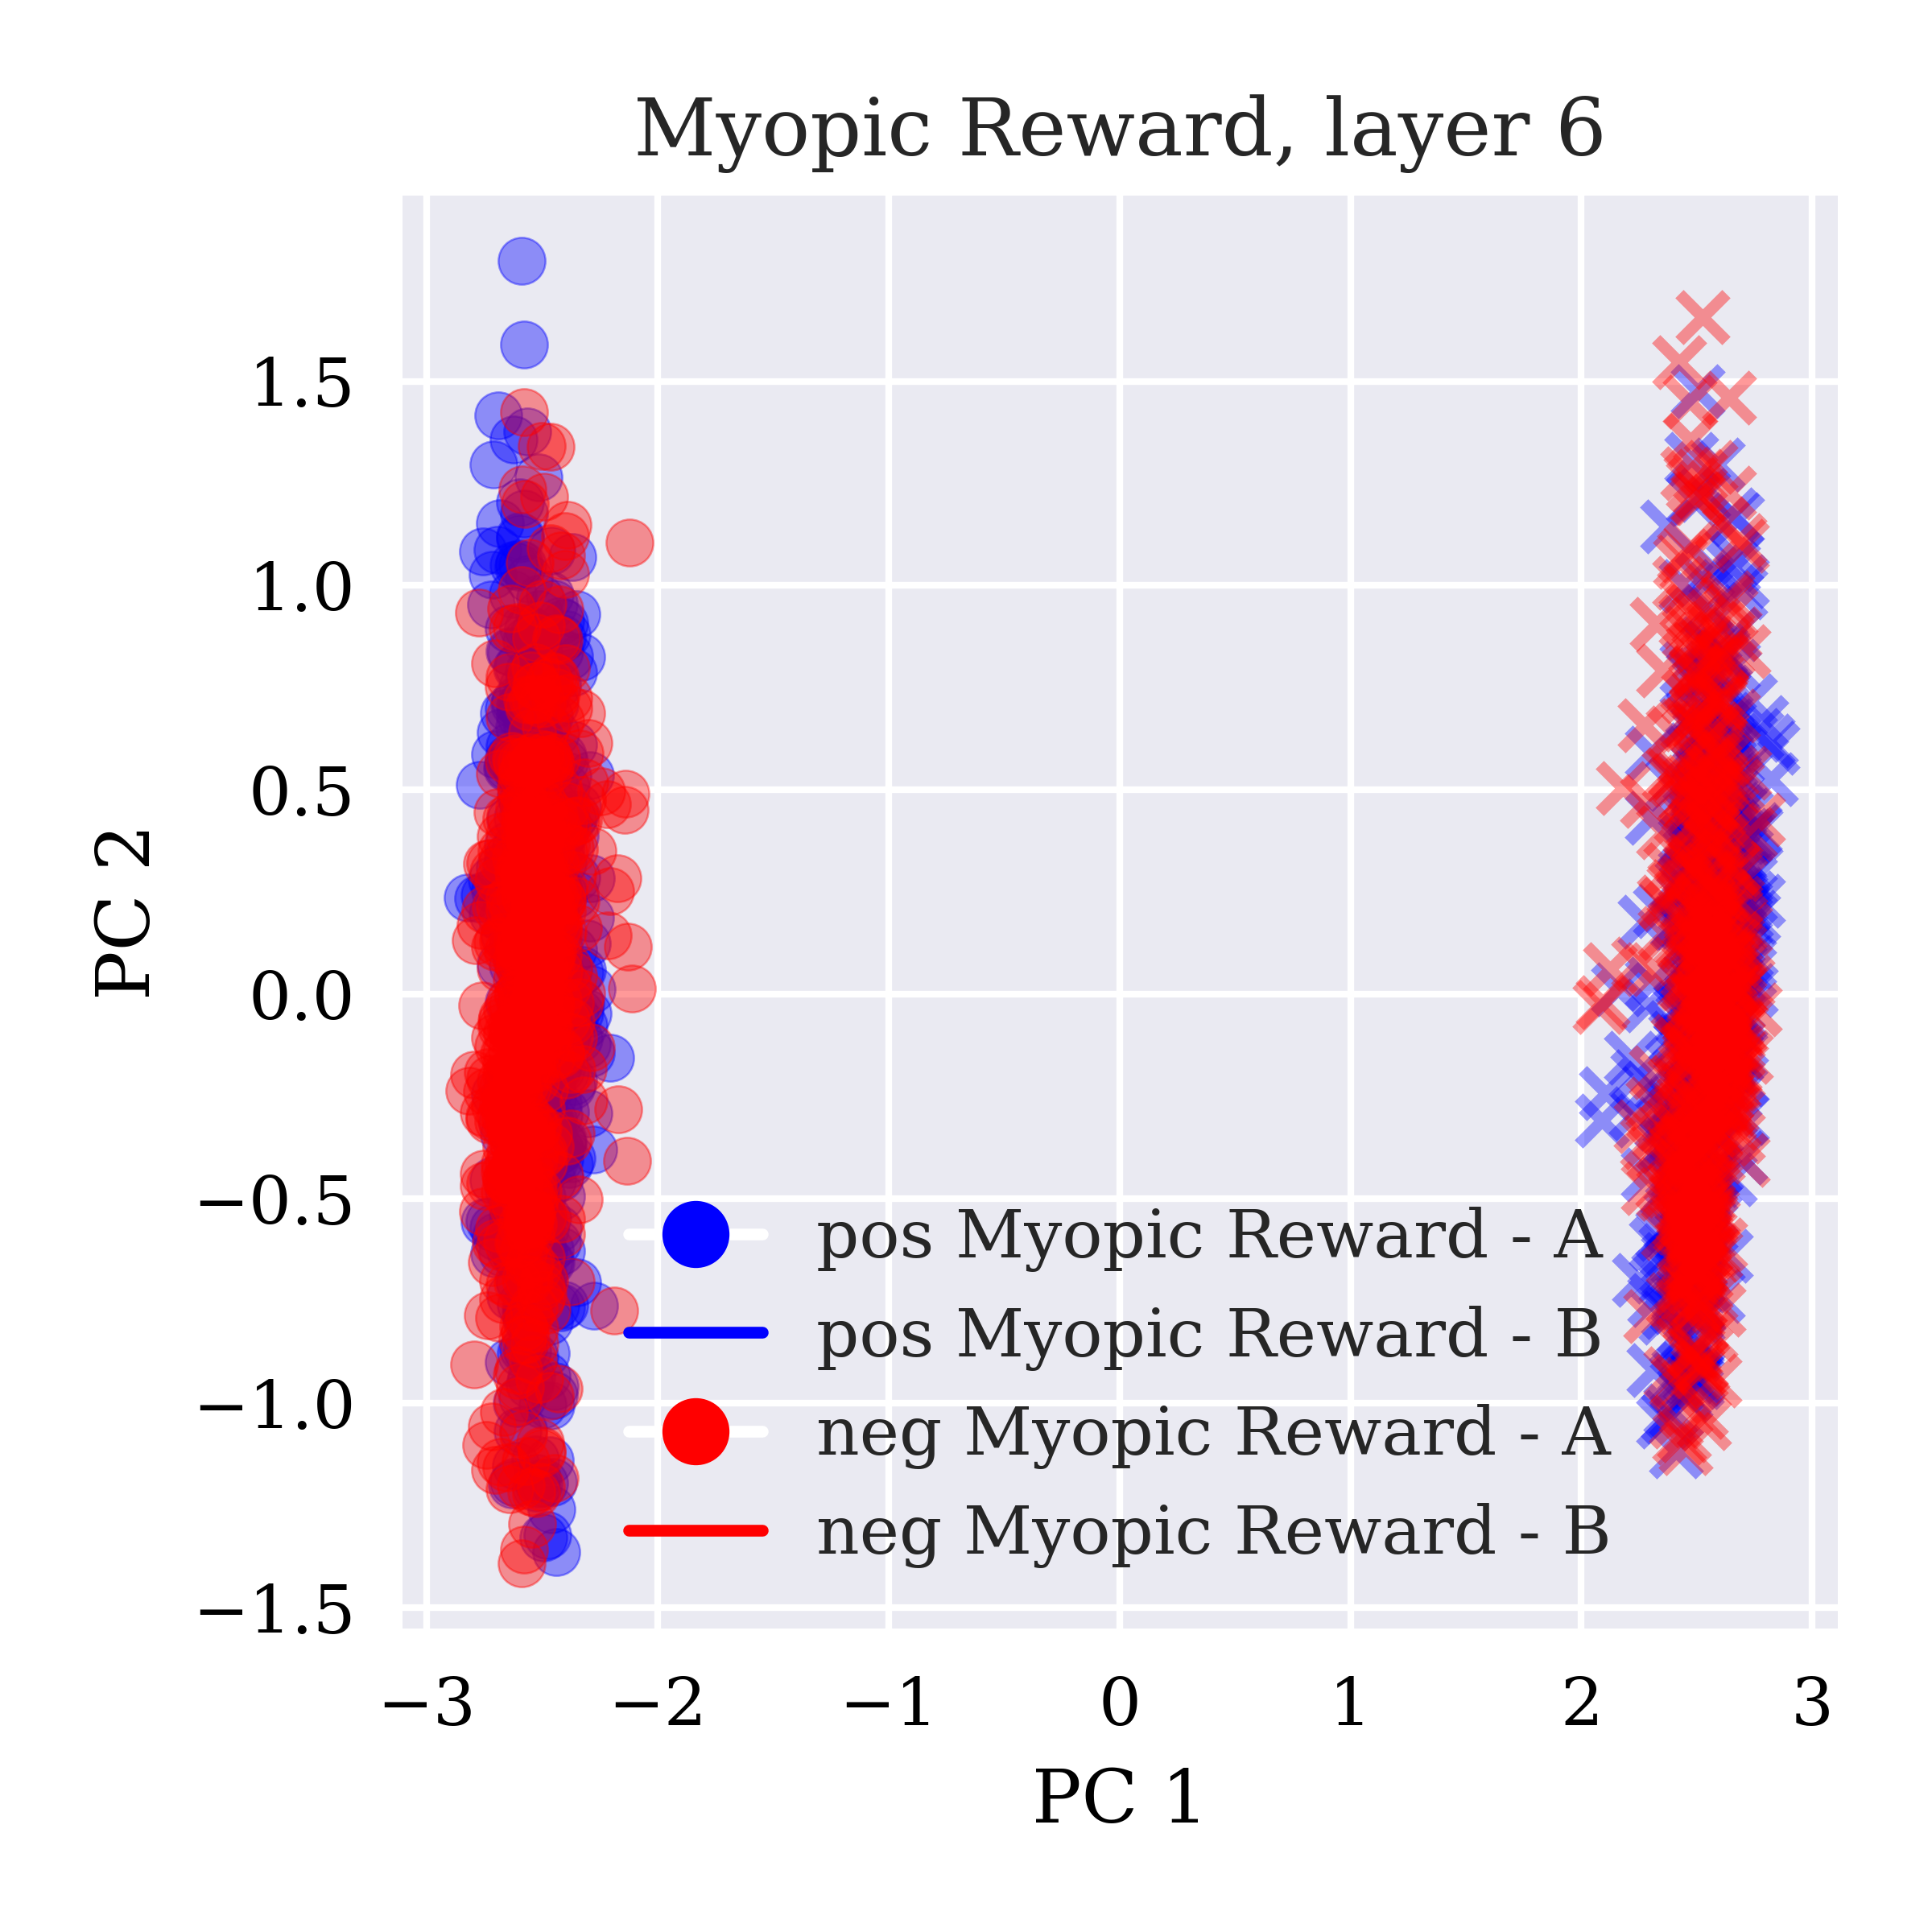 Myopic Reward, layer 6
PC 2
1.5
1.0
0.5
0.0
−0.5
−1.0
−1.5
pos Myopic Reward - A
pos Myopic Reward - B
neg Myopic Reward - A
neg Myopic Reward - B
−3 −2 −1 0 1 2 3
PC 1